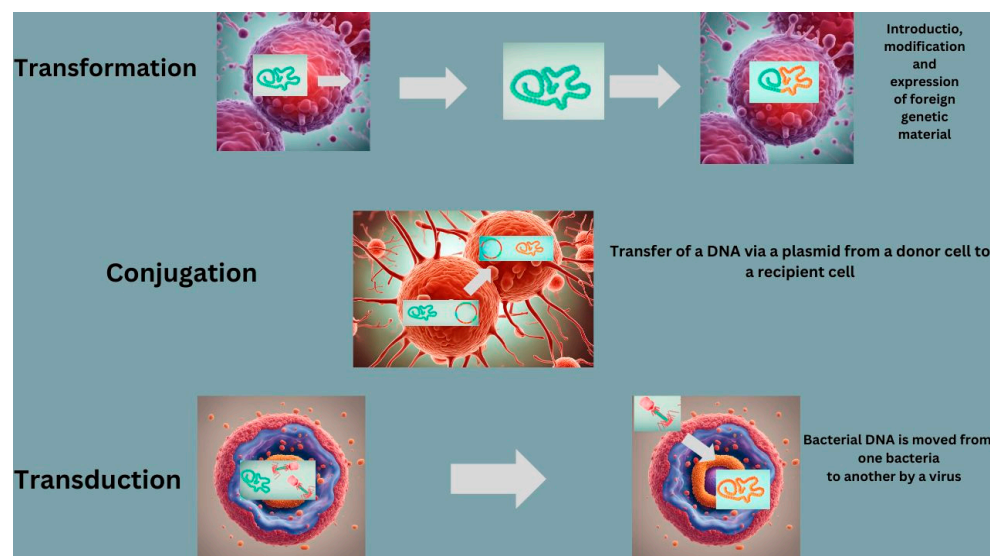 Transformation
Introductio,
modification
and
expression
of foreign
genetic
material
Conjugation
Transfer of a DNA via a plasmid from a donor cell to
a recipient cell
Transduction
Bacterial DNA is moved from
one bacteria
to another by a virus